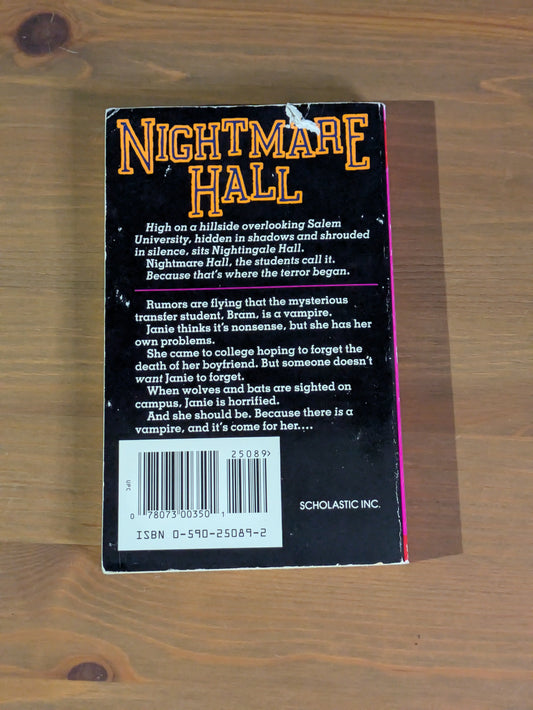 NIGHTMARE
HALL
High on a hillside overlooking Salem
University, hidden in shadows and shrouded
in silence, sits Nightingale Hall.
Nightmare Hall, the students call it.
Because that's where the terror began.
Rumors are flying that the mysterious
transfer student, Bram, is a vampire.
Janie thinks it's nonsense, but she has her
own problems.
She came to college hoping to forget the
death of her boyfriend. But someone doesn't
want Janie to forget.
When wolves and bats are sighted on
campus, Janie is horrified.
And she should be. Because there is a
vampire, and it's come for her....
25089>
UPC
0 78073 00350 1
ISBN 0-590-25089-2
SCHOLASTIC INC.